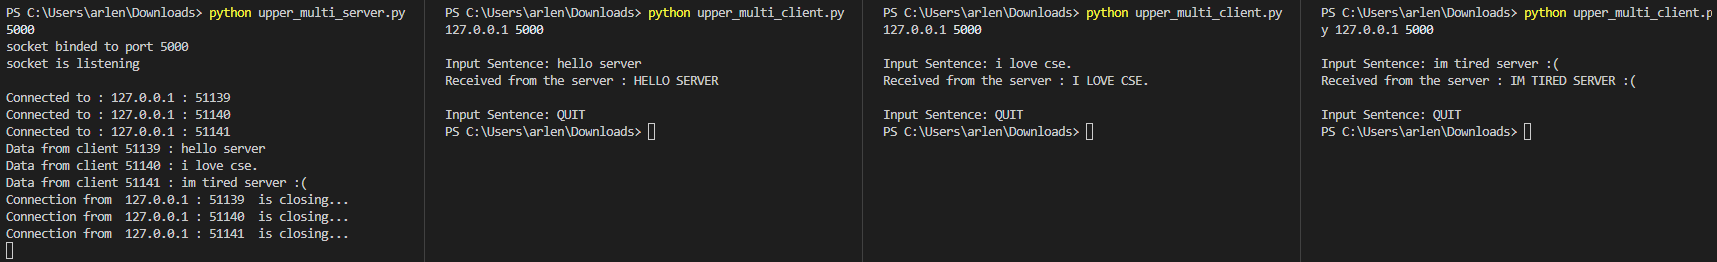 PS C:\Users\arlen\Downloads> python upper_multi_server.py
5000
socket binded to port 5000
socket is listening
Connected to : 127.0.0.1 : 51139
Connected to : 127.0.0.1 : 51140
Connected to : 127.0.0.1 : 51141
Data from client 51139 : hello server
Data from client 51140 : i love cse.
Data from client 51141 : im tired server :(
Connection from  127.0.0.1 : 51139  is closing...
Connection from  127.0.0.1 : 51140  is closing...
Connection from  127.0.0.1 : 51141  is closing...
PS C:\Users\arlen\Downloads> python upper_multi_client.py
127.0.0.1 5000
Input Sentence: hello server
Received from the server : HELLO SERVER
Input Sentence: QUIT
PS C:\Users\arlen\Downloads>
PS C:\Users\arlen\Downloads> python upper_multi_client.py
127.0.0.1 5000
Input Sentence: i love cse.
Received from the server : I LOVE CSE.
Input Sentence: QUIT
PS C:\Users\arlen\Downloads>
PS C:\Users\arlen\Downloads> python upper_multi_client.p
y 127.0.0.1 5000
Input Sentence: im tired server :(
Received from the server : IM TIRED SERVER :(
Input Sentence: QUIT
PS C:\Users\arlen\Downloads>